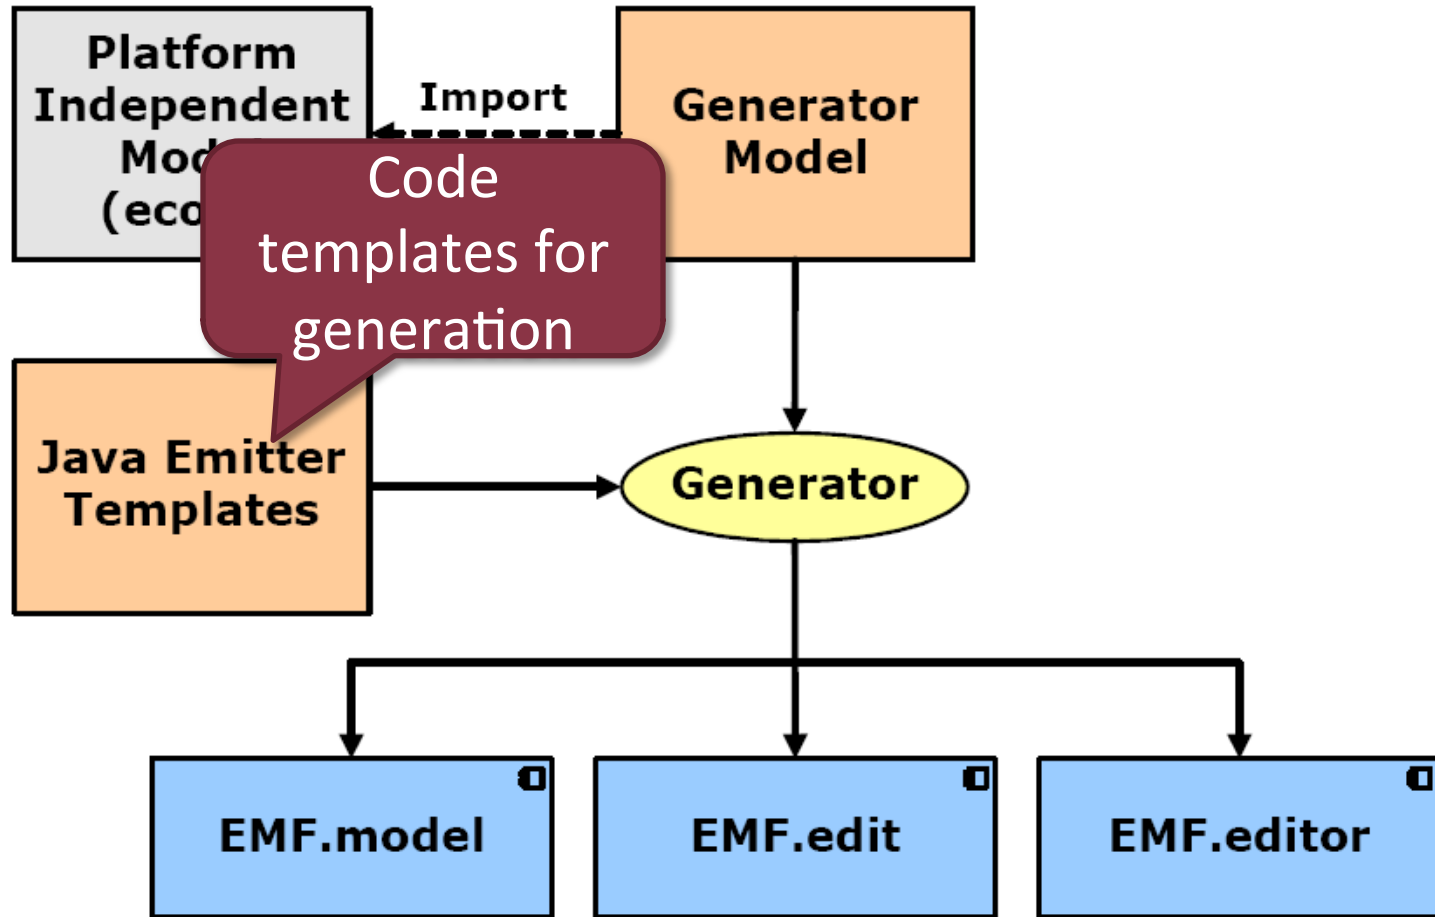 Platform
Independent
(eco
Import
Generator
Model
Code
templates for
generation
Java Emitter
Templates
Generator
EMF.model
EMF.edit
EMF.editor